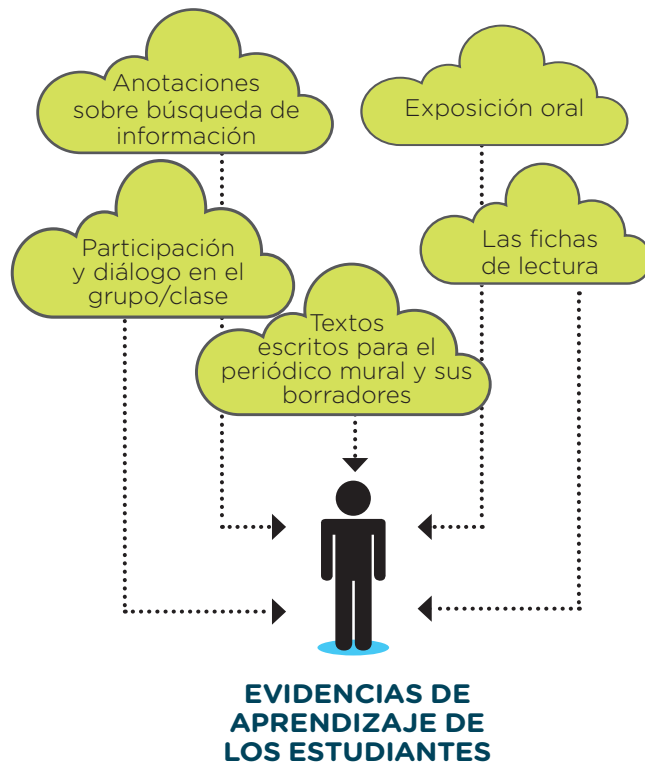 Anotaciones
sobre búsqueda de
información
Exposición oral
Participación
y diálogo en el
grupo/clase
Las fichas
de lectura
Textos
escritos para el
periódico mural y sus
borradores
EVIDENCIAS DE
APRENDIZAJE DE
LOS ESTUDIANTES